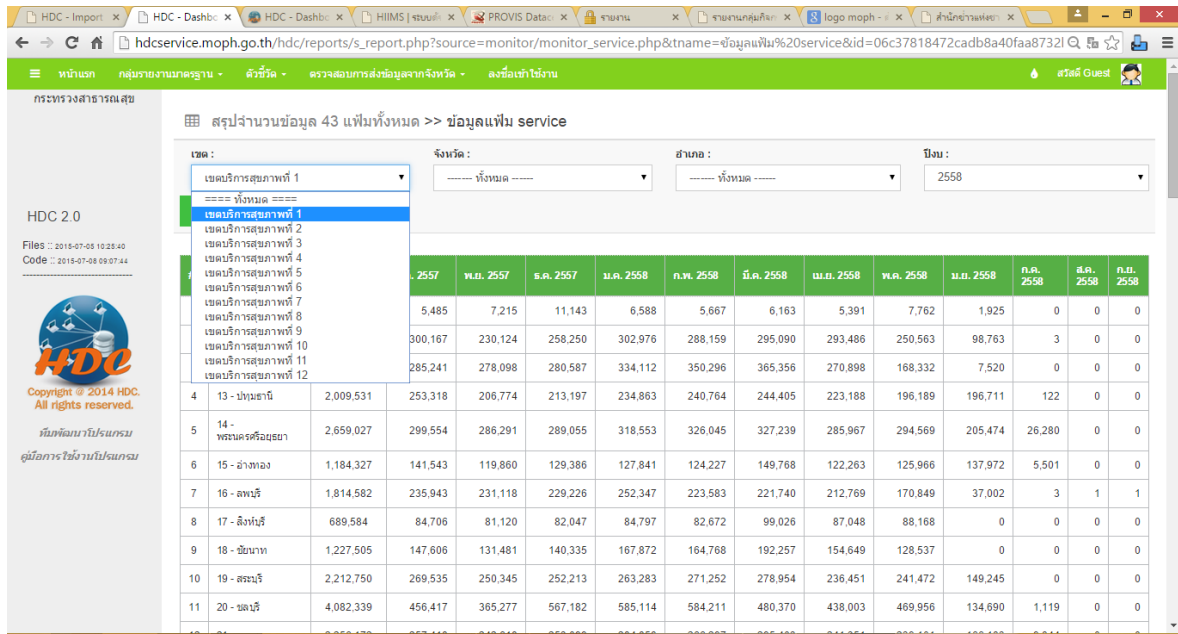 HDC - Import
HDC - Dashbc
HDC - Dashbc
HIIMS | ระบบค้
PROVIS Datac
รายงาน
รายงานกลุ่มกิจก
logo moph - 
สำนักข่าวแห่งชา
hdcservice.moph.go.th/hdc/reports/s_report.php?source=monitor/monitor_service.php&tname=ข้อมูลแฟ้ม%20service&id=06c37818472cadb8a40faa8732
หน้าแรก กลุ่มรายงานมาตรฐาน ตัวชี้วัด ตรวจสอบการส่งข้อมูลจากจังหวัด ลงชื่อเข้าใช้งาน สวัสดี Guest
กระทรวงสาธารณสุข
สรุปจำนวนข้อมูล 43 แฟ้มทั้งหมด >> ข้อมูลแฟ้ม service
เขต : จังหวัด : อำเภอ : ปีงบ :
เขตบริการสุขภาพที่ 1 ------- ทั้งหมด ------ ------- ทั้งหมด ------ 2558
==== ทั้งหมด ====
เขตบริการสุขภาพที่ 1
เขตบริการสุขภาพที่ 2
เขตบริการสุขภาพที่ 3
เขตบริการสุขภาพที่ 4
เขตบริการสุขภาพที่ 5
เขตบริการสุขภาพที่ 6
เขตบริการสุขภาพที่ 7
เขตบริการสุขภาพที่ 8
เขตบริการสุขภาพที่ 9
เขตบริการสุขภาพที่ 10
เขตบริการสุขภาพที่ 11
เขตบริการสุขภาพที่ 12
HDC 2.0
Files :: 2015-07-05 10:25:40
Code :: 2015-07-08 09:07:44
HDC
Copyright © 2014 HDC.
All rights reserved.
ทีมพัฒนาโปรแกรม
คู่มือการใช้งานโปรแกรม
. 2557 พ.ย. 2557 ธ.ค. 2557 ม.ค. 2558 ก.พ. 2558 มี.ค. 2558 เม.ย. 2558 พ.ค. 2558 มิ.ย. 2558 ก.ค. 2558 ส.ค. 2558 ก.ย. 2558
5,485 7,215 11,143 6,588 5,667 6,163 5,391 7,762 1,925 0 0 0
300,167 230,124 258,250 302,976 288,159 295,090 293,486 250,563 98,763 3 0 0
285,241 278,098 280,587 334,112 350,296 365,356 270,898 168,332 7,520 0 0 0
4 13 - ปทุมธานี 2,009,531 253,318 206,774 213,197 234,863 240,764 244,405 223,188 196,189 196,711 122 0 0
5 14 - พระนครศรีอยุธยา 2,659,027 299,554 286,291 289,055 318,553 326,045 327,239 285,967 294,569 205,474 26,280 0 0
6 15 - อ่างทอง 1,184,327 141,543 119,860 129,386 127,841 124,227 149,768 122,263 125,966 137,972 5,501 0 0
7 16 - ลพบุรี 1,814,582 235,943 231,118 229,226 252,347 223,583 221,740 212,769 170,849 37,002 3 1 1
8 17 - สิงห์บุรี 689,584 84,706 81,120 82,047 84,797 82,672 99,026 87,048 88,168 0 0 0 0
9 18 - ชัยนาท 1,227,505 147,606 131,481 140,335 167,872 164,768 192,257 154,649 128,537 0 0 0 0
10 19 - สระบุรี 2,212,750 269,535 250,345 252,213 263,283 271,252 278,954 236,451 241,472 149,245 0 0 0
11 20 - ชลบุรี 4,082,339 456,417 365,277 567,182 585,114 584,211 480,370 438,003 469,956 134,690 1,119 0 0